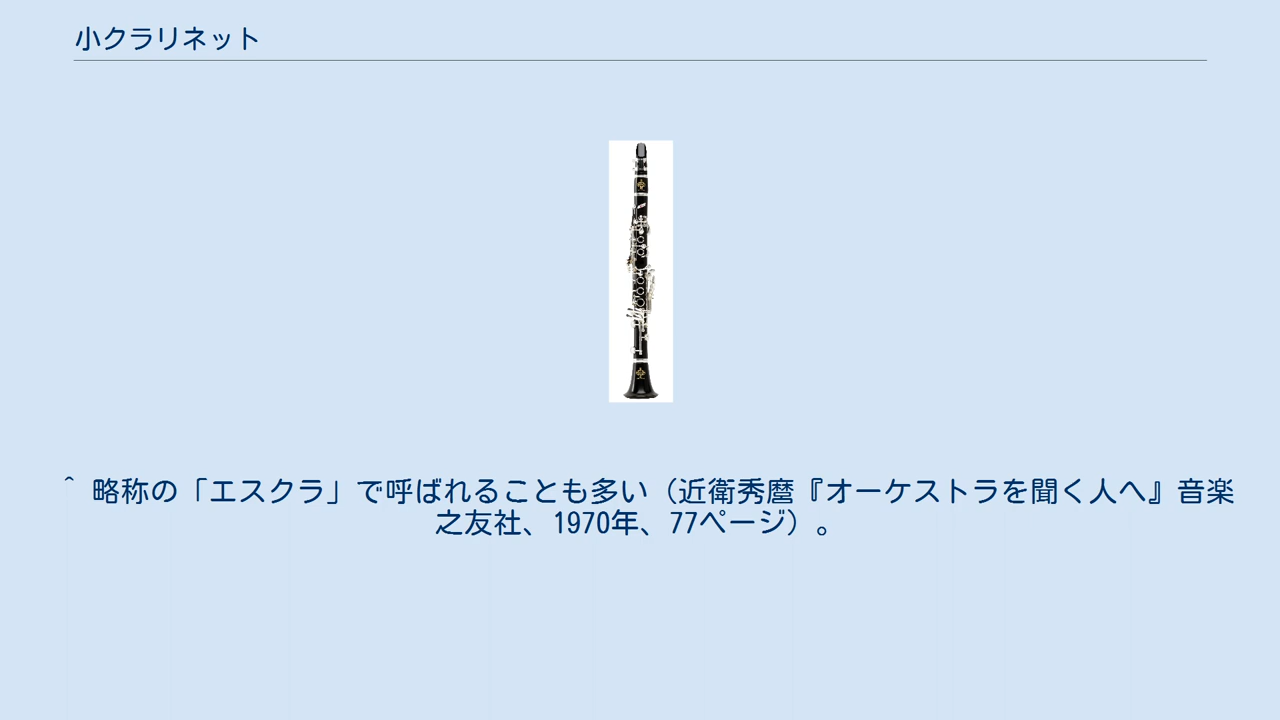 小クラリネット
^ 略称の「エスクラ」で呼ばれることも多い（近衛秀麿『オーケストラを聞く人へ』音楽
之友社、1970年、77ページ）。